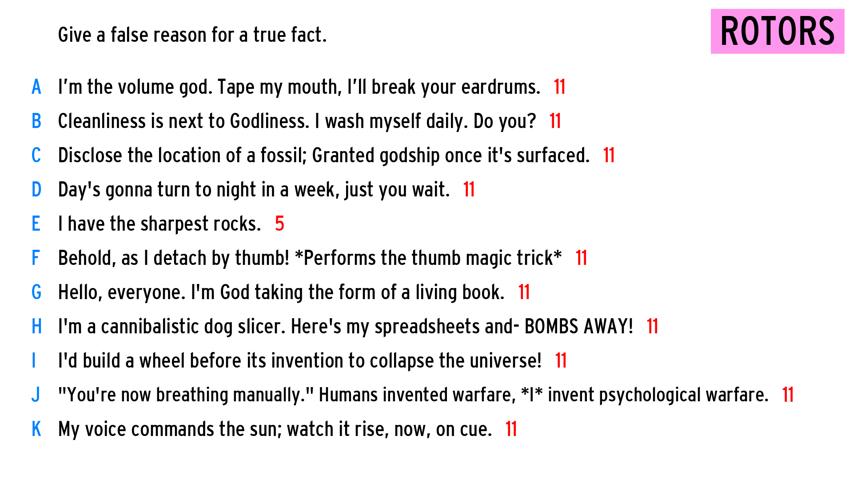 Give a false reason for a true fact.
ROTORS
A I'm the volume god. Tape my mouth, I'll break your eardrums. 11
B Cleanliness is next to Godliness. I wash myself daily. Do you? 11
C Disclose the location of a fossil; Granted godship once it's surfaced. 11
D Day's gonna turn to night in a week, just you wait. 11
E I have the sharpest rocks. 5
F Behold, as I detach by thumb! *Performs the thumb magic trick* 11
G Hello, everyone. I'm God taking the form of a living book. 11
H I'm a cannibalistic dog slicer. Here's my spreadsheets and- BOMBS AWAY! 11
I I'd build a wheel before its invention to collapse the universe! 11
J "You're now breathing manually." Humans invented warfare, *I* invent psychological warfare. 11
K My voice commands the sun; watch it rise, now, on cue. 11